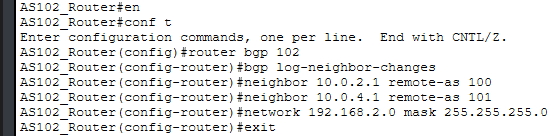 AS102_Router#en
AS102_Router#conf t
Enter configuration commands, one per line.  End with CNTL/Z.
AS102_Router(config)#router bgp 102
AS102_Router(config-router)#bgp log-neighbor-changes
AS102_Router(config-router)#neighbor 10.0.2.1 remote-as 100
AS102_Router(config-router)#neighbor 10.0.4.1 remote-as 101
AS102_Router(config-router)#network 192.168.2.0 mask 255.255.255.0
AS102_Router(config-router)#exit